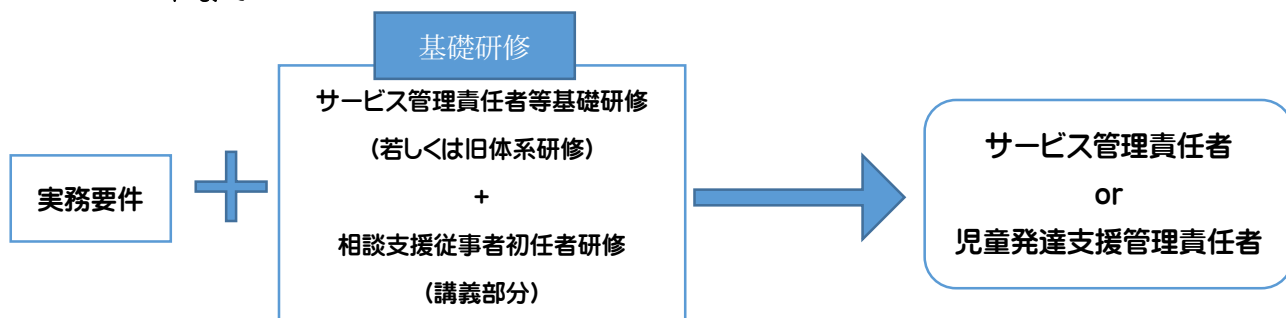 基礎研修
サービス管理責任者等基礎研修
(若しくは旧体系研修)
+
相談支援従事者初任者研修
(講義部分)
実務要件
サービス管理責任者
or
児童発達支援管理責任者